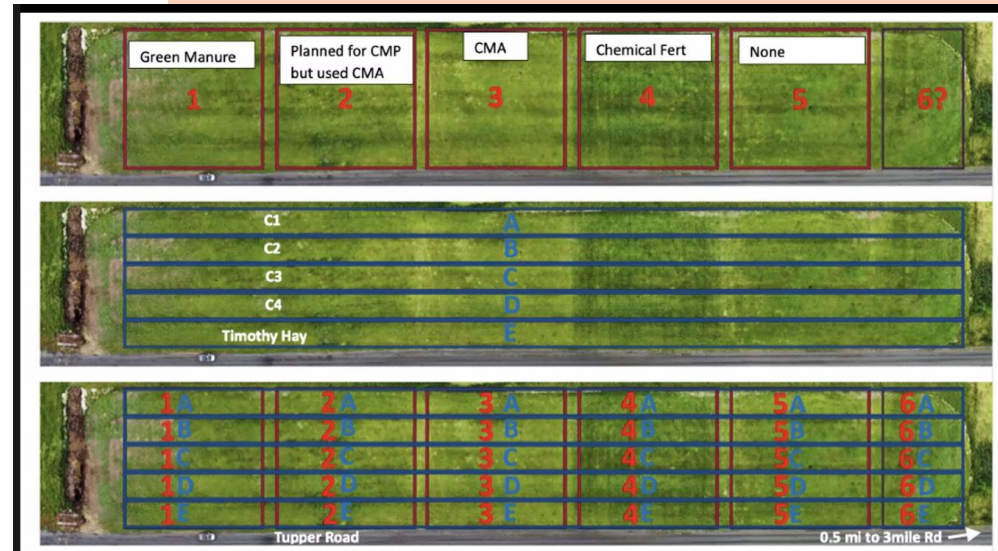 Green Manure
Planned for CMP
but used CMA
CMA
Chemical Fert
None
1
2
3
4
5
6?
C1
A
C2
B
C3
C
C4
D
Timothy Hay
E
1A 2A 3A 4A 5A 6A
1B 2B 3B 4B 5B 6B
1C 2C 3C 4C 5C 6C
1D 2D 3D 4D 5D 6D
1E 2E 3E 4E 5E 6E
Tupper Road
0.5 mi to 3mile Rd